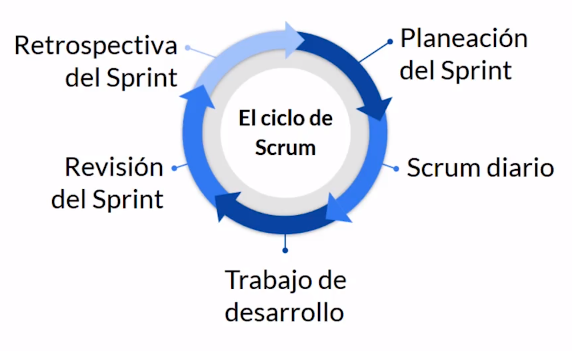 El ciclo de
Scrum
Planeación
del Sprint
Scrum diario
Trabajo de
desarrollo
Revisión
del Sprint
Retrospectiva
del Sprint